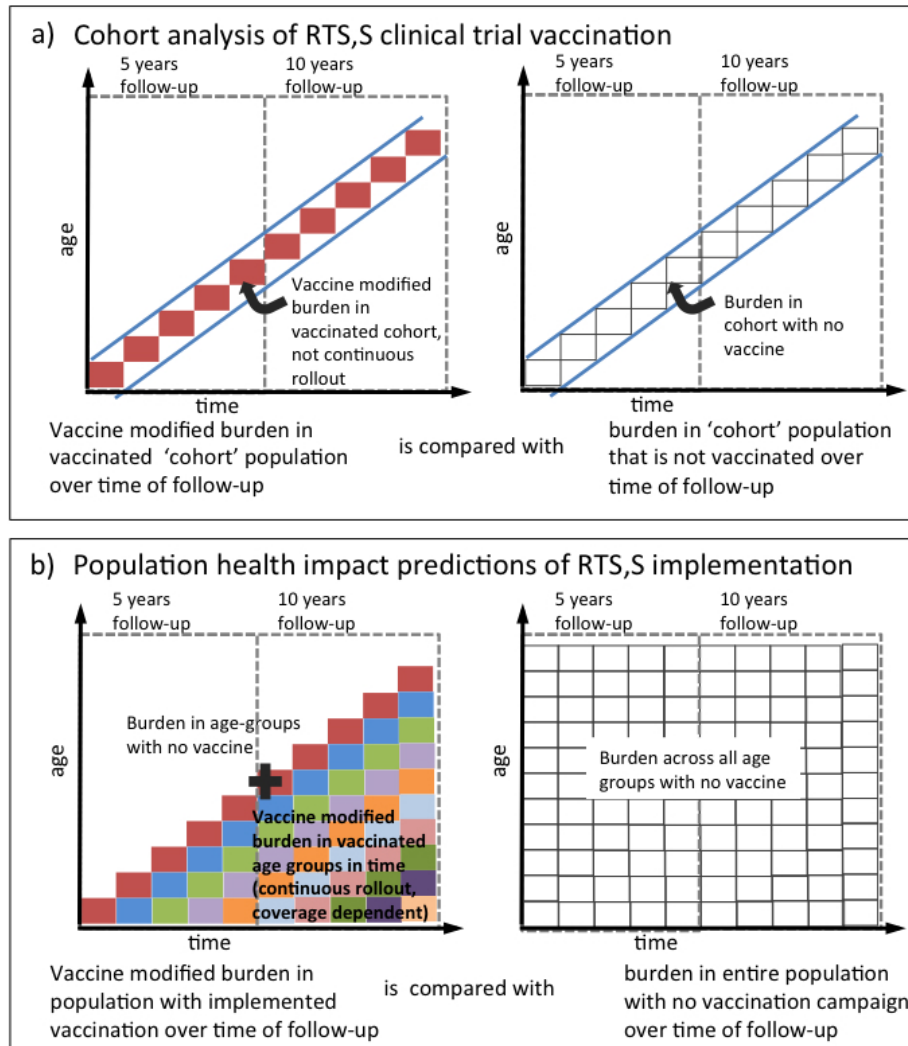 a) Cohort analysis of RTS,S clinical trial vaccination
5 years
follow-up
10 years
follow-up
5 years
follow-up
10 years
follow-up
age
Vaccine modified
burden in
vaccinated cohort,
not continuous
rollout
time
age
Burden in
cohort with no
vaccine
time
Vaccine modified burden in
vaccinated 'cohort' population
over time of follow-up
is compared with
burden in 'cohort' population
that is not vaccinated over
time of follow-up
b) Population health impact predictions of RTS,S implementation
5 years
follow-up
10 years
follow-up
5 years
follow-up
10 years
follow-up
age
Burden in age-groups
with no vaccine
Vaccine modified
burden in vaccinated
age groups in time
(continuous rollout,
coverage dependent)
time
age
Burden across all age
groups with no vaccine
time
Vaccine modified burden in
population with implemented
vaccination over time of follow-up
is compared with
burden in entire population
with no vaccination campaign
over time of follow-up